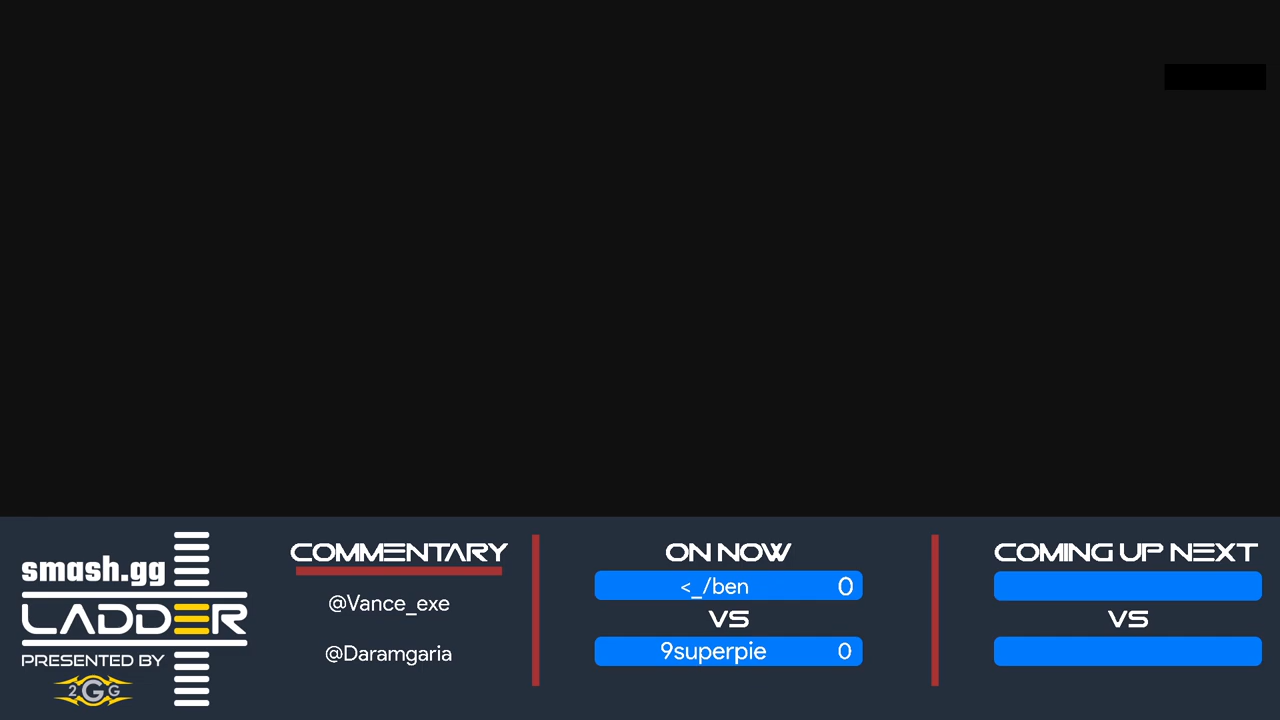 smash.gg
LADDER
PRESENTED BY
2GG
COMMENTARY
@Vance_exe
@Daramgaria
ON NOW
<_/ben 0
VS
9superpie 0
COMING UP NEXT
VS